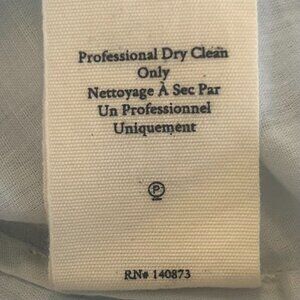 Professional Dry Clean
Only
Nettoyage À Sec Par
Un Professionnel
Uniquement
P
RN# 140873